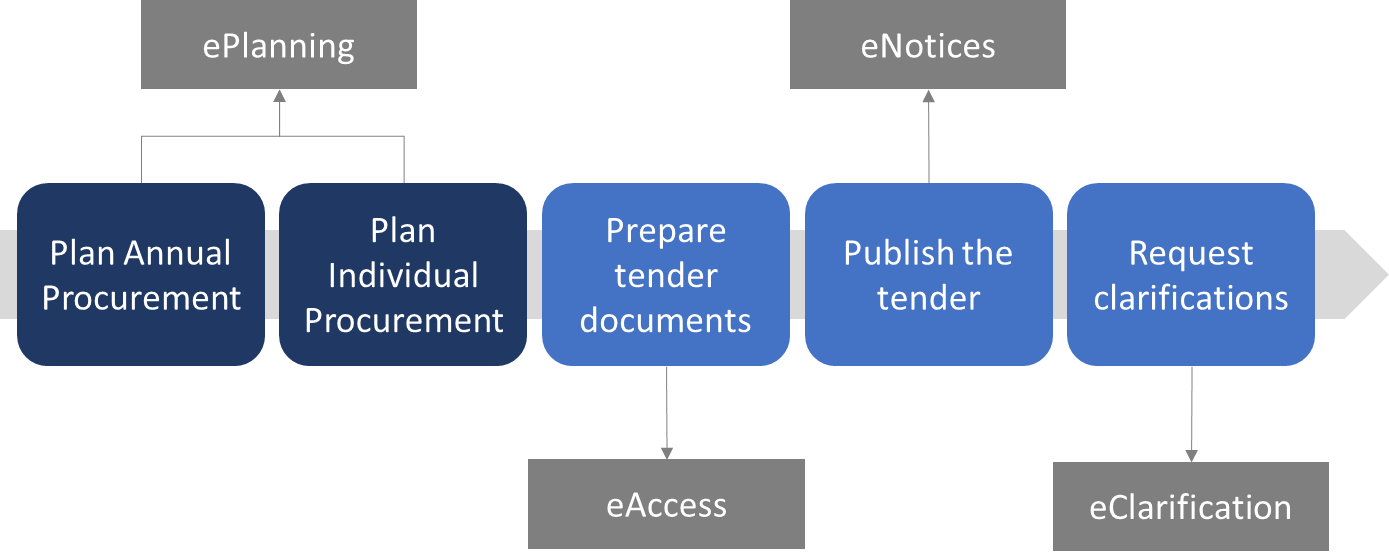 ePlanning
eNotices
Plan Annual
Procurement
Plan
Individual
Procurement
Prepare
tender
documents
Publish the
tender
Request
clarifications
eAccess
eClarification